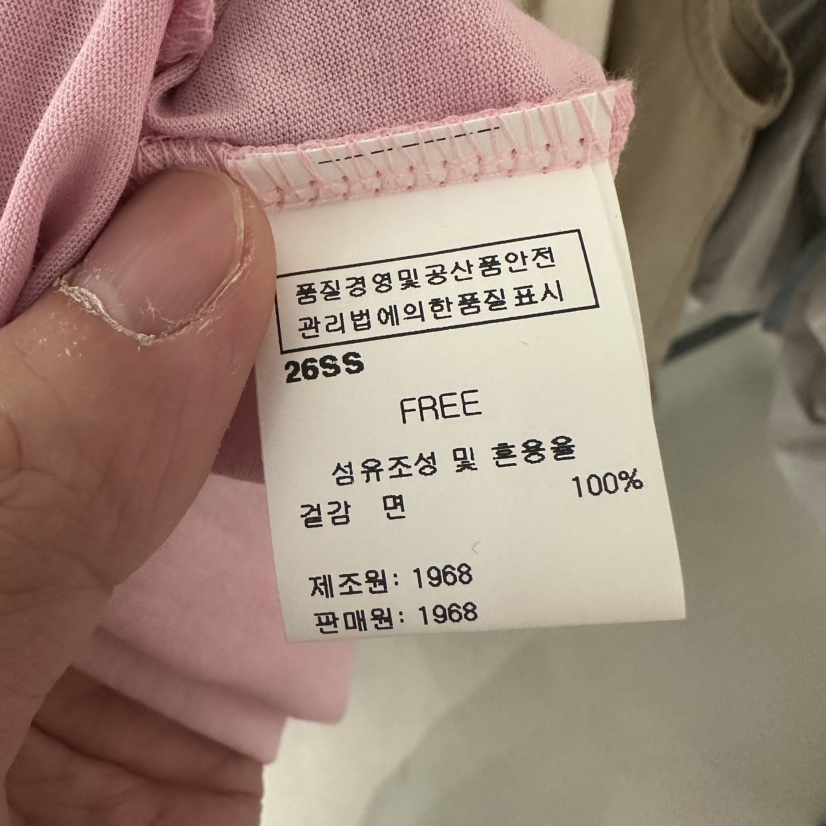 품질경영및공산품안전
관리법에의한품질표시
26SS
FREE
섬유조성 및 혼용율
겉감 면 100%
제조원: 1968
판매원: 1968